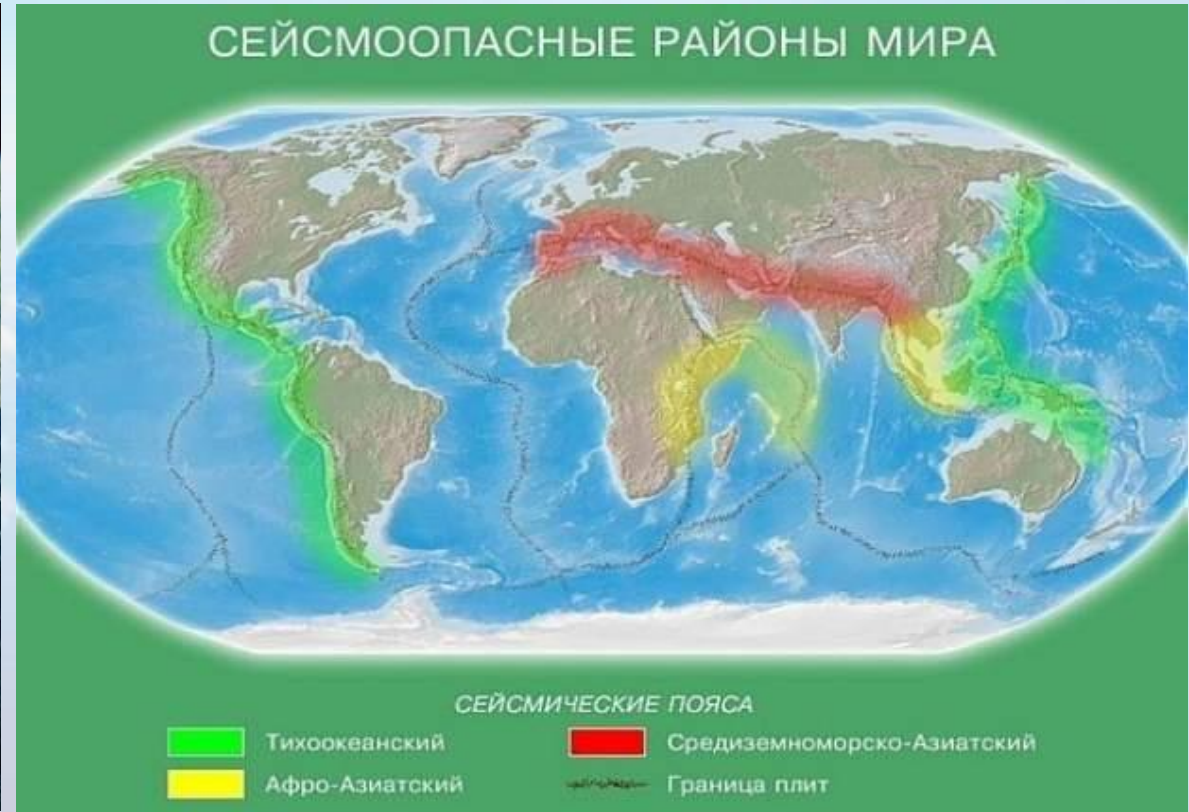 СЕЙСМООПАСНЫЕ РАЙОНЫ МИРА
СЕЙСМИЧЕСКИЕ ПОЯСА
Тихоокеанский
Средиземноморско-Азиатский
Афро-Азиатский
Граница плит